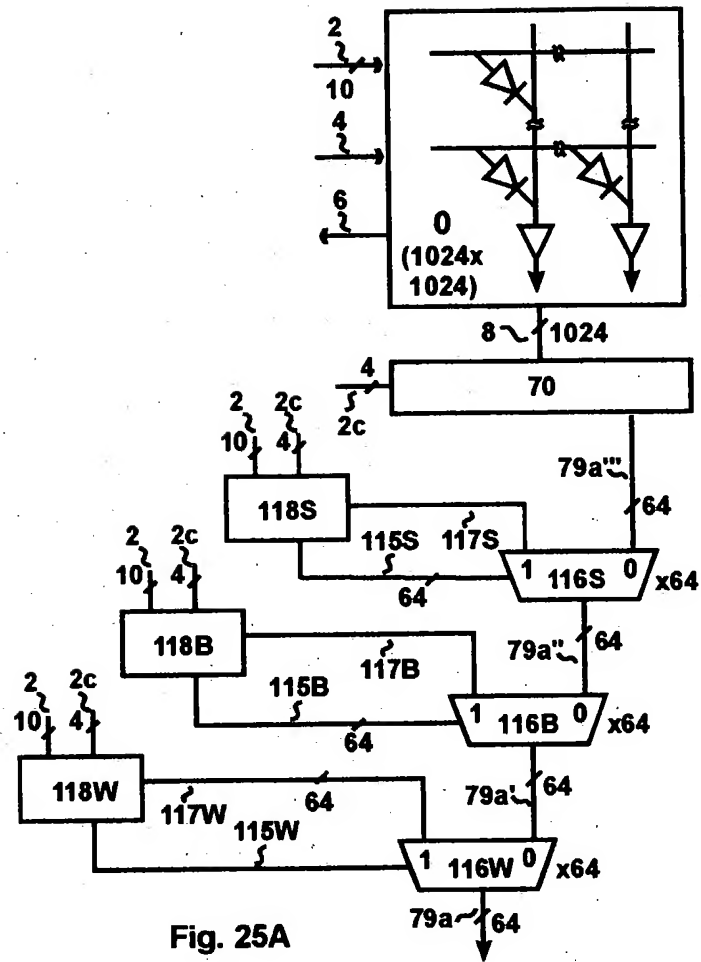 2
10
4
6
0
(1024x
1024)
8 1024
4
2c
70
2 2c
10 4
118S
79a'''
64
115S
117S
64
1 116S 0 x64
2 2c
10 4
118B
79a''
64
117B
115B
64
1 116B 0 x64
2 2c
10 4
118W
64
117W
79a'
64
115W
1 116W 0 x64
79a 64
Fig. 25A